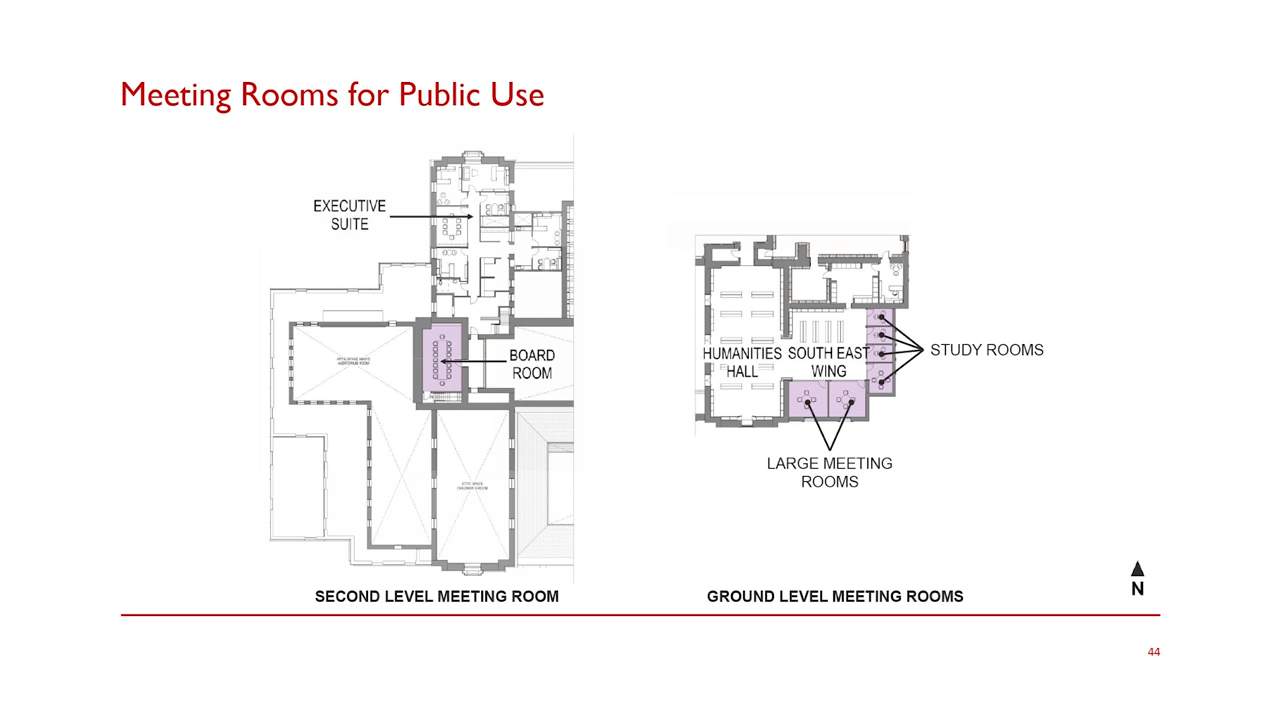 Meeting Rooms for Public Use
EXECUTIVE
SUITE
BOARD
ROOM
HUMANITIES
HALL
SOUTH EAST
WING
STUDY ROOMS
LARGE MEETING
ROOMS
N
SECOND LEVEL MEETING ROOM
GROUND LEVEL MEETING ROOMS
44